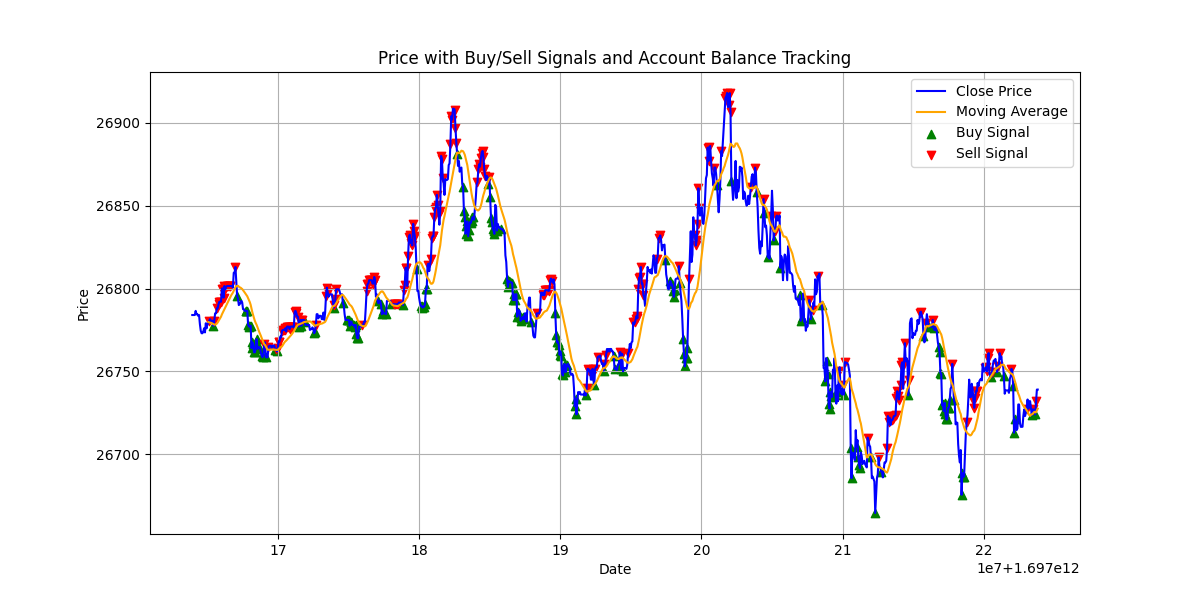 Price with Buy/Sell Signals and Account Balance Tracking
Close Price
Moving Average
Buy Signal
Sell Signal
26900
26850
26800
26750
26700
Price
17 18 19 20 21 22
1e7+1.697e12
Date